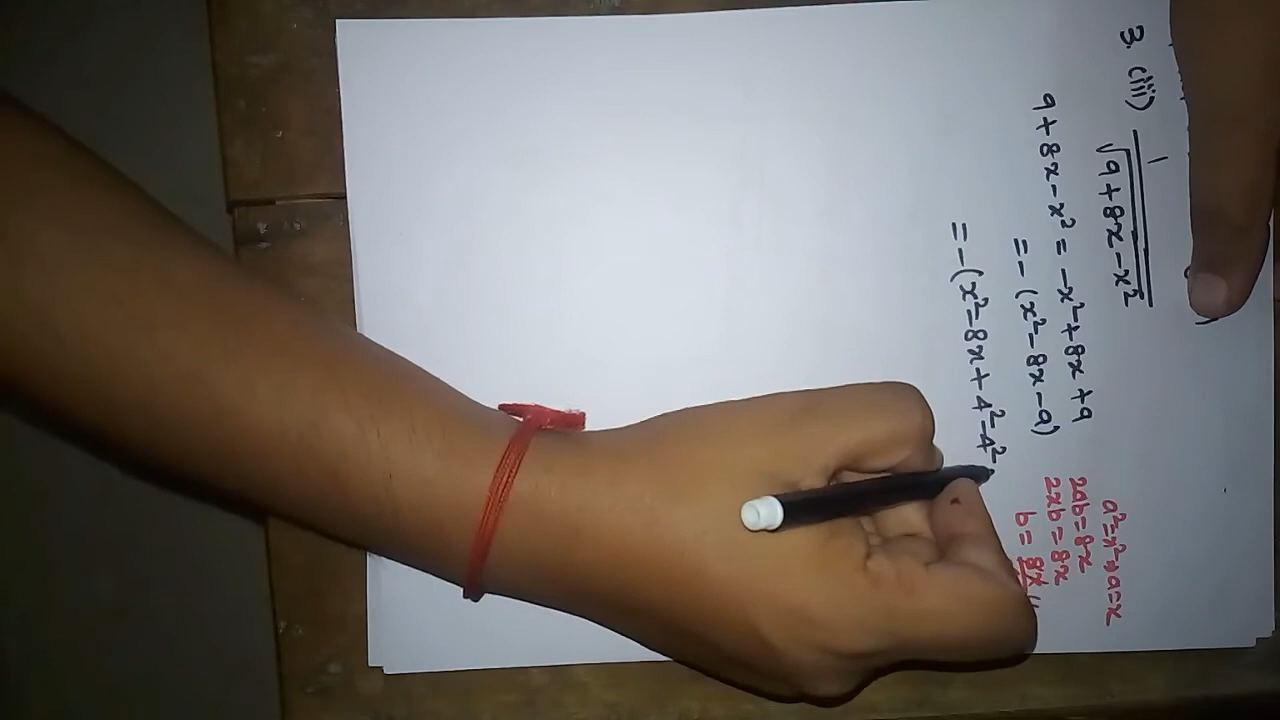 3. (iii) 1/√(9+8x-x²)
9+8x-x² = -x²+8x+9
= -(x²-8x-9)
= -(x²-8x+4²-4²
a²=x²→a=x
2ab=8x
2xb=8x
b=8x